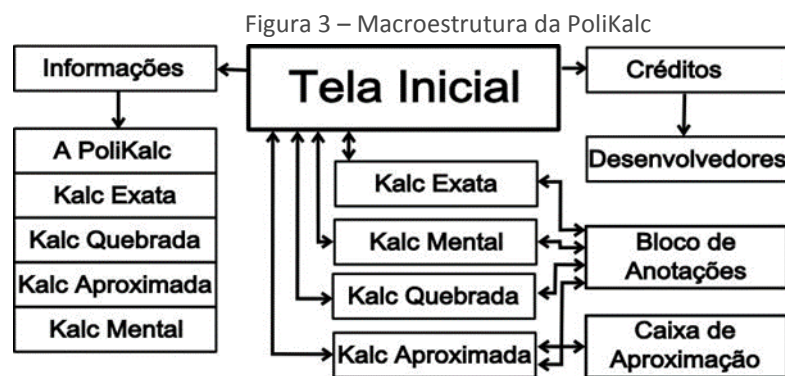 Figura 3 – Macroestrutura da PoliKalc
Informações
Tela Inicial
Créditos
A PoliKalc
Kalc Exata
Kalc Quebrada
Kalc Aproximada
Kalc Mental
Kalc Exata
Kalc Mental
Kalc Quebrada
Kalc Aproximada
Desenvolvedores
Bloco de
Anotações
Caixa de
Aproximação